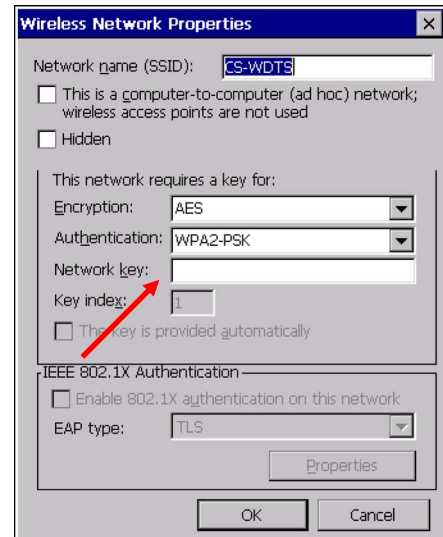 Wireless Network Properties
Network name (SSID): CS-WDTS
This is a computer-to-computer (ad hoc) network;
wireless access points are not used
Hidden
This network requires a key for:
Encryption: AES
Authentication: WPA2-PSK
Network key:
Key index: 1
The key is provided automatically
IEEE 802.1X Authentication
Enable 802.1X authentication on this network
EAP type: TLS
Properties
OK Cancel